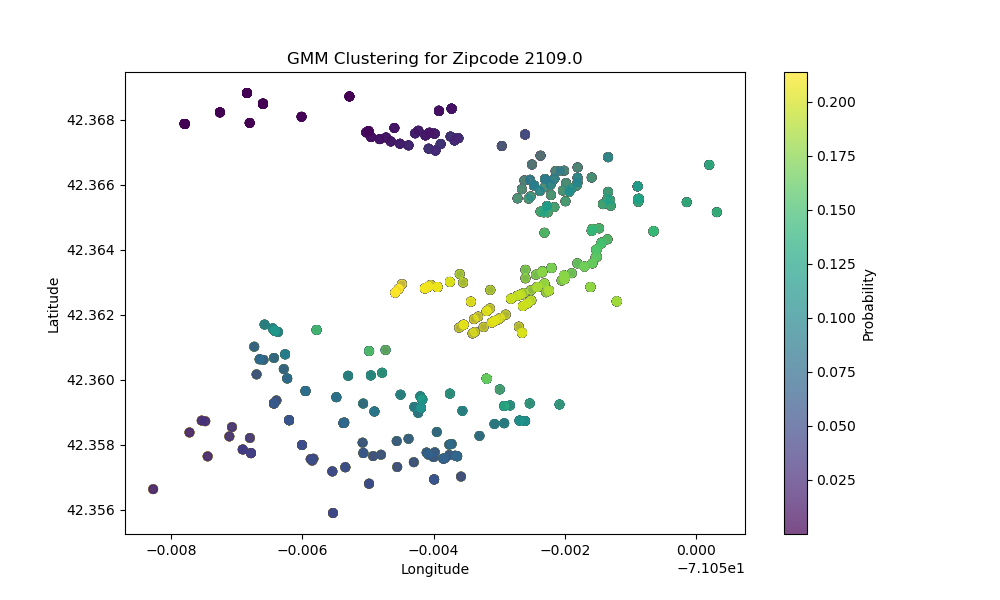 GMM Clustering for Zipcode 2109.0
42.368
42.366
42.364
42.362
42.360
42.358
42.356
Latitude
−0.008 −0.006 −0.004 −0.002 0.000
−7.105e1
Longitude
0.200
0.175
0.150
0.125
0.100
0.075
0.050
0.025
Probability